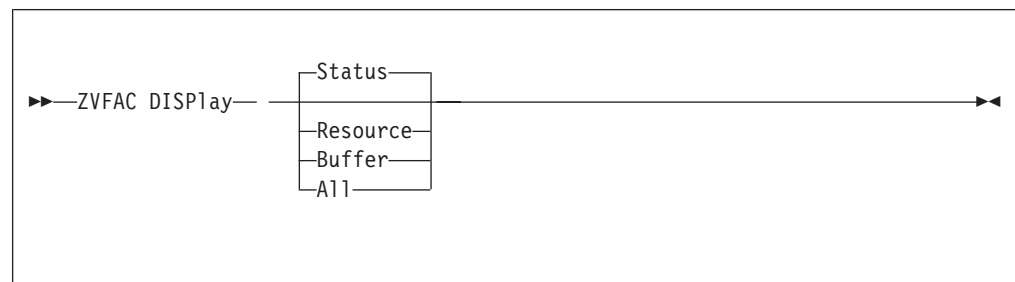 Status
ZVFAC DISPlay
Resource
Buffer
All